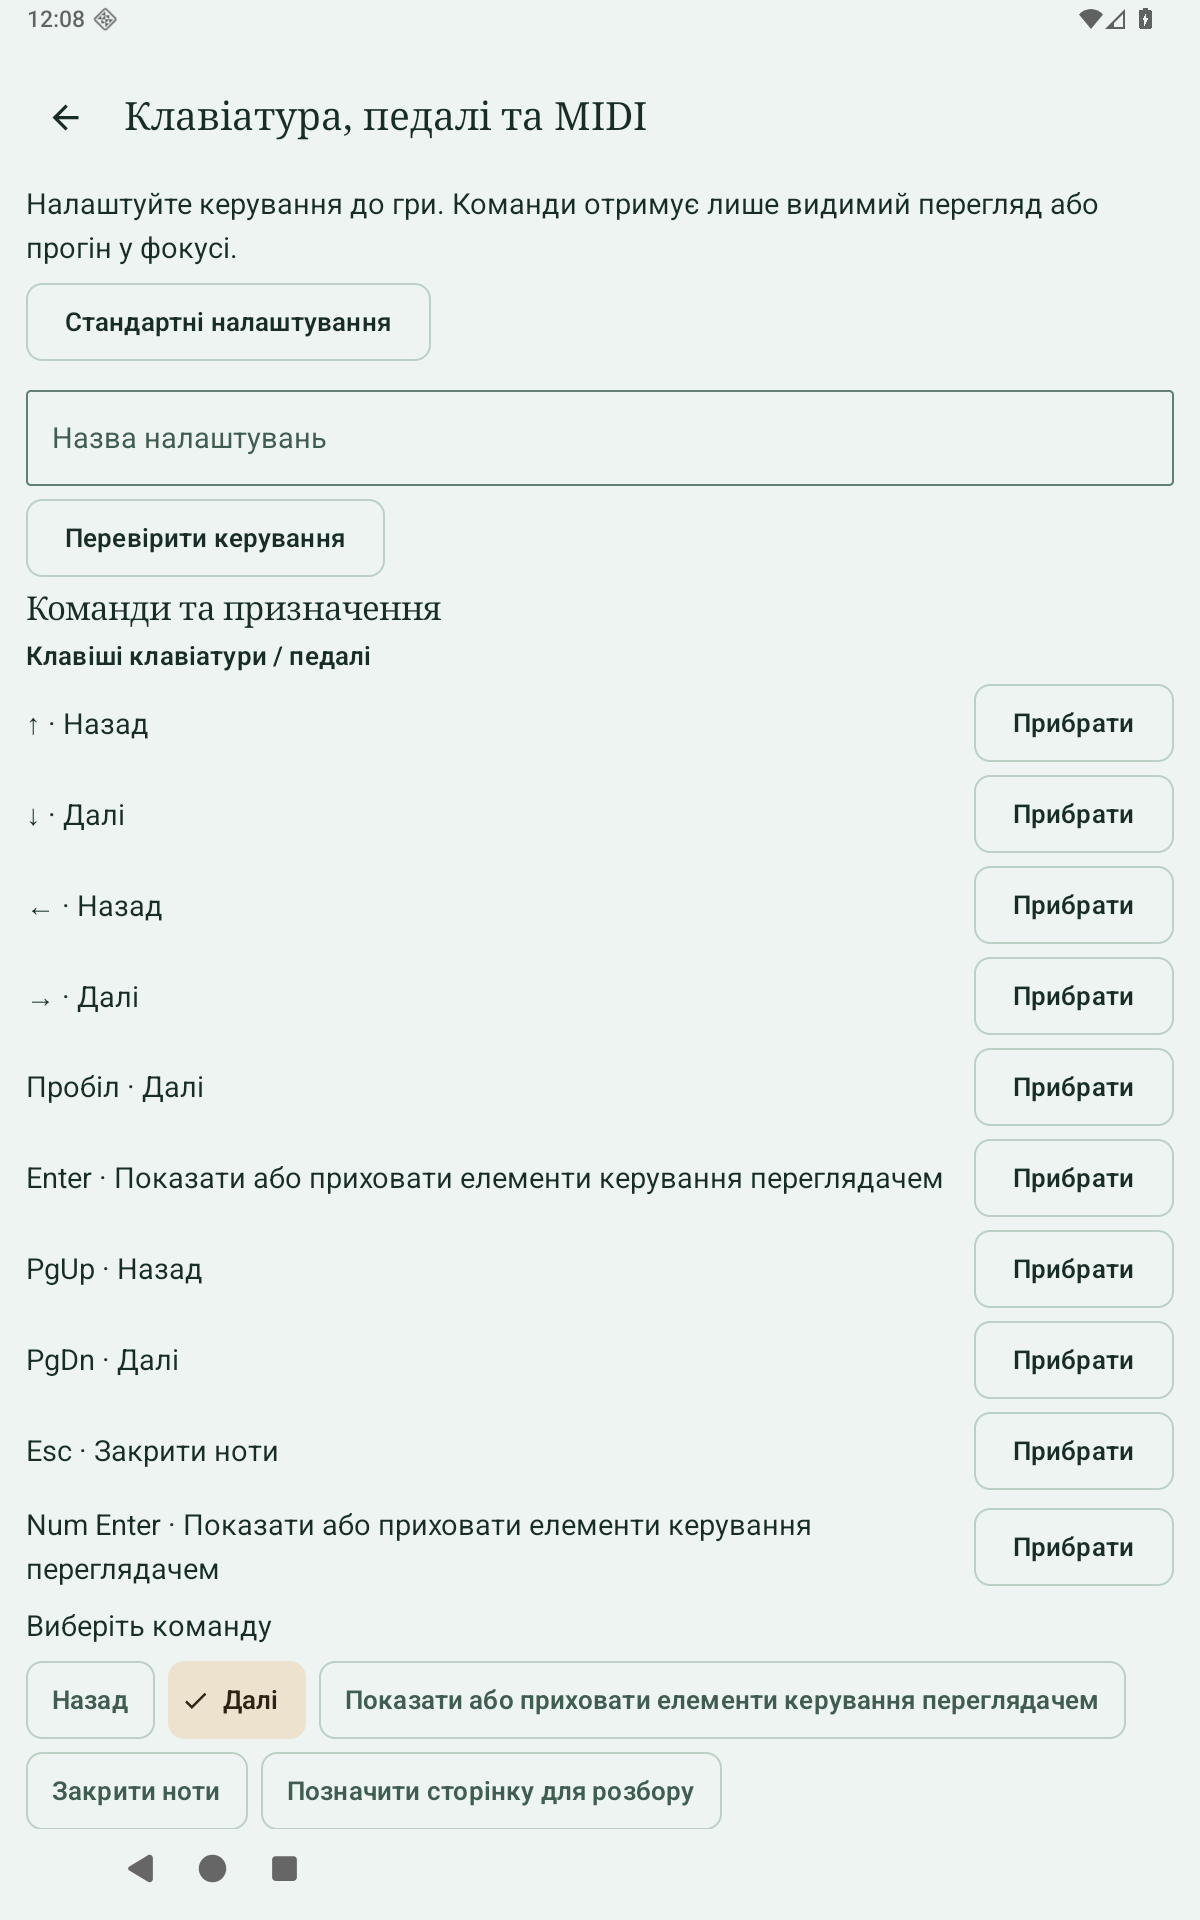 12:08
Клавіатура, педалі та MIDI
Налаштуйте керування до гри. Команди отримує лише видимий перегляд або
прогін у фокусі.
Стандартні налаштування
Назва налаштувань
Перевірити керування
Команди та призначення
Клавіші клавіатури / педалі
↑ · Назад
Прибрати
↓ · Далі
Прибрати
← · Назад
Прибрати
→ · Далі
Прибрати
Пробіл · Далі
Прибрати
Enter · Показати або приховати елементи керування переглядачем
Прибрати
PgUp · Назад
Прибрати
PgDn · Далі
Прибрати
Esc · Закрити ноти
Прибрати
Num Enter · Показати або приховати елементи керування
переглядачем
Прибрати
Виберіть команду
Назад
Далі
Показати або приховати елементи керування переглядачем
Закрити ноти
Позначити сторінку для розбору